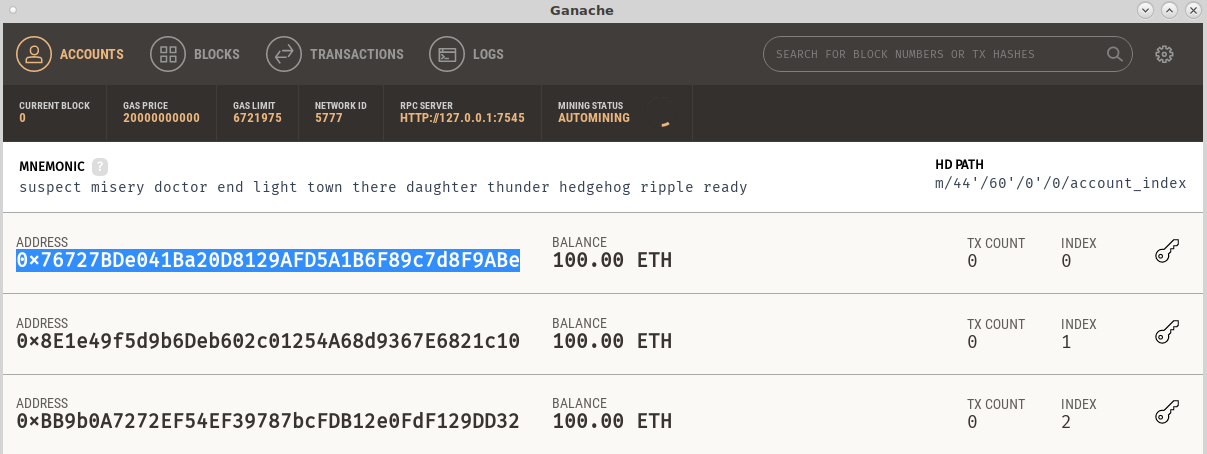 Ganache
ACCOUNTS BLOCKS TRANSACTIONS LOGS SEARCH FOR BLOCK NUMBERS OR TX HASHES
CURRENT BLOCK GAS PRICE GAS LIMIT NETWORK ID RPC SERVER MINING STATUS
0 20000000000 6721975 5777 HTTP://127.0.0.1:7545 AUTOMINING
MNEMONIC ? HD PATH
suspect misery doctor end light town there daughter thunder hedgehog ripple ready m/44'/60'/0'/0/account_index
ADDRESS BALANCE TX COUNT INDEX
0×76727BDe041Ba20D8129AFD5A1B6F89c7d8F9ABe 100.00 ETH 0 0
ADDRESS BALANCE TX COUNT INDEX
0×8E1e49f5d9b6Deb602c01254A68d9367E6821c10 100.00 ETH 0 1
ADDRESS BALANCE TX COUNT INDEX
0×BB9b0A7272EF54EF39787bcFDB12e0FdF129DD32 100.00 ETH 0 2